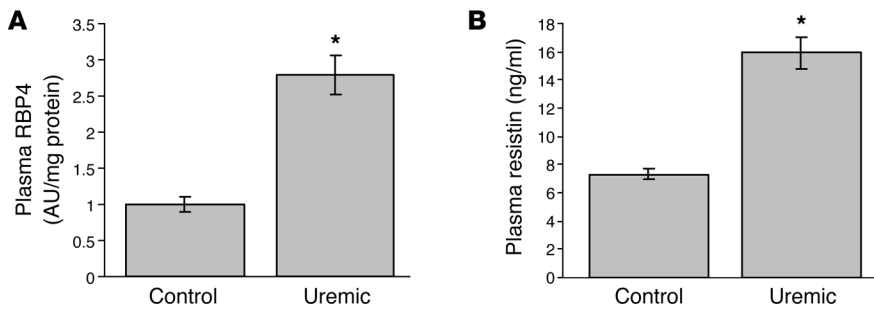 A
Plasma RBP4
(AU/mg protein)
3.5
3
2.5
2
1.5
1
0.5
0
*
Control
Uremic
B
Plasma resistin (ng/ml)
18
16
14
12
10
8
6
4
2
0
*
Control
Uremic